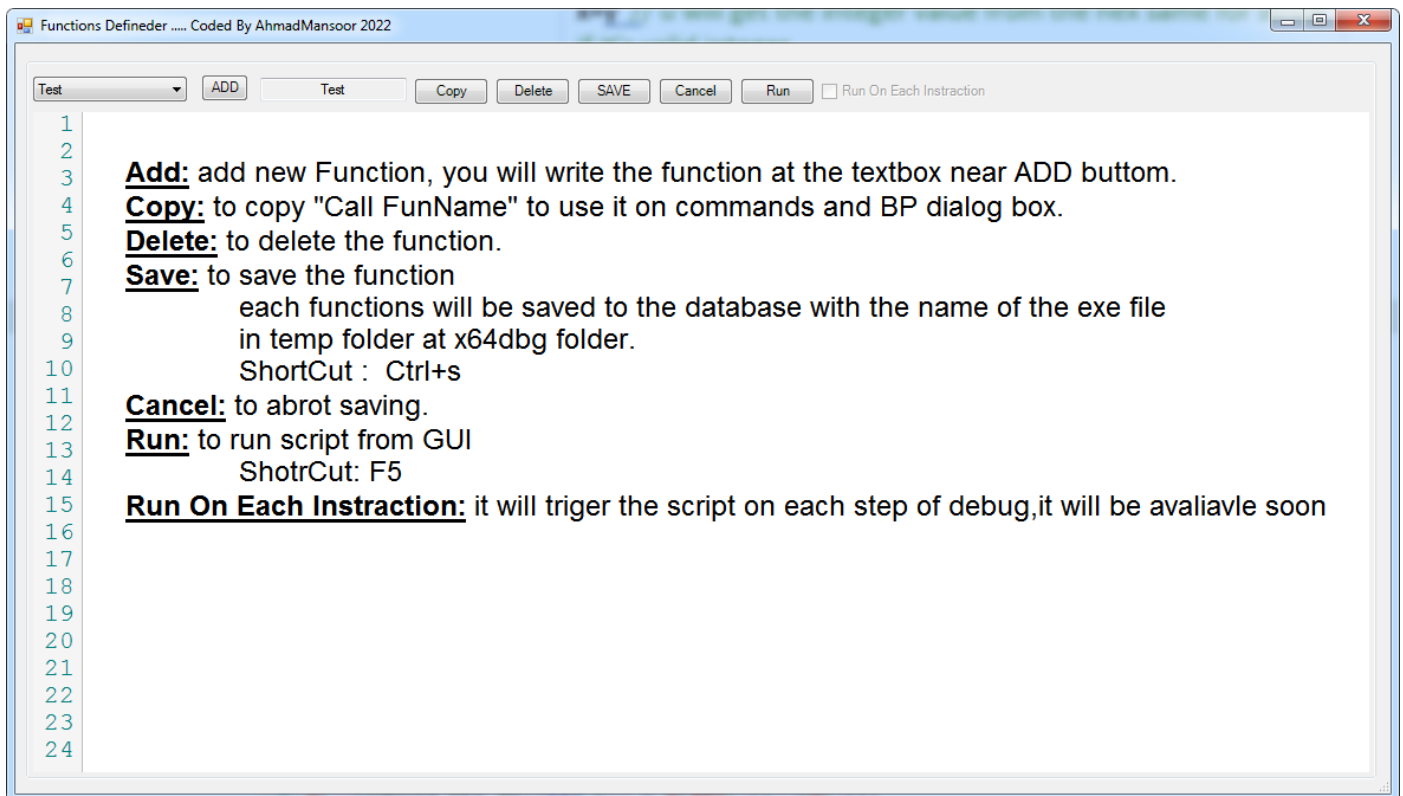 Functions Defineder ..... Coded By AhmadMansoor 2022
Test ADD Test Copy Delete SAVE Cancel Run Run On Each Instraction
1
2
3
4
5
6
7
8
9
10
11
12
13
14
15
16
17
18
19
20
21
22
23
24
Add: add new Function, you will write the function at the textbox near ADD buttom.
Copy: to copy "Call FunName" to use it on commands and BP dialog box.
Delete: to delete the function.
Save: to save the function
each functions will be saved to the database with the name of the exe file
in temp folder at x64dbg folder.
ShortCut : Ctrl+s
Cancel: to abrot saving.
Run: to run script from GUI
ShotrCut: F5
Run On Each Instraction: it will triger the script on each step of debug,it will be avaliavle soon